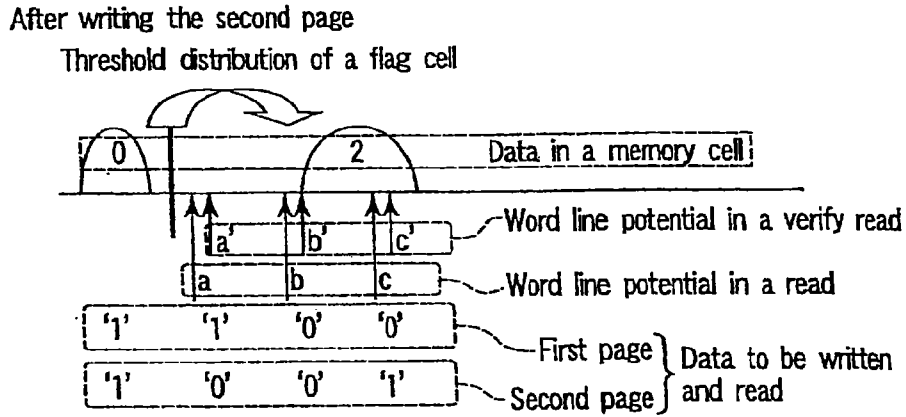 After writing the second page
Threshold distribution of a flag cell
0 2 Data in a memory cell
a' b' c' Word line potential in a verify read
a b c Word line potential in a read
'1' '1' '0' '0' First page
Data to be written
and read
'1' '0' '0' '1' Second page